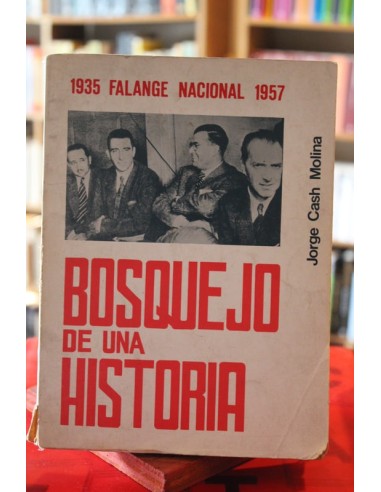 1935 FALANGE NACIONAL 1957
Jorge Cash Molina
BOSQUEJO
DE UNA
HISTORIA